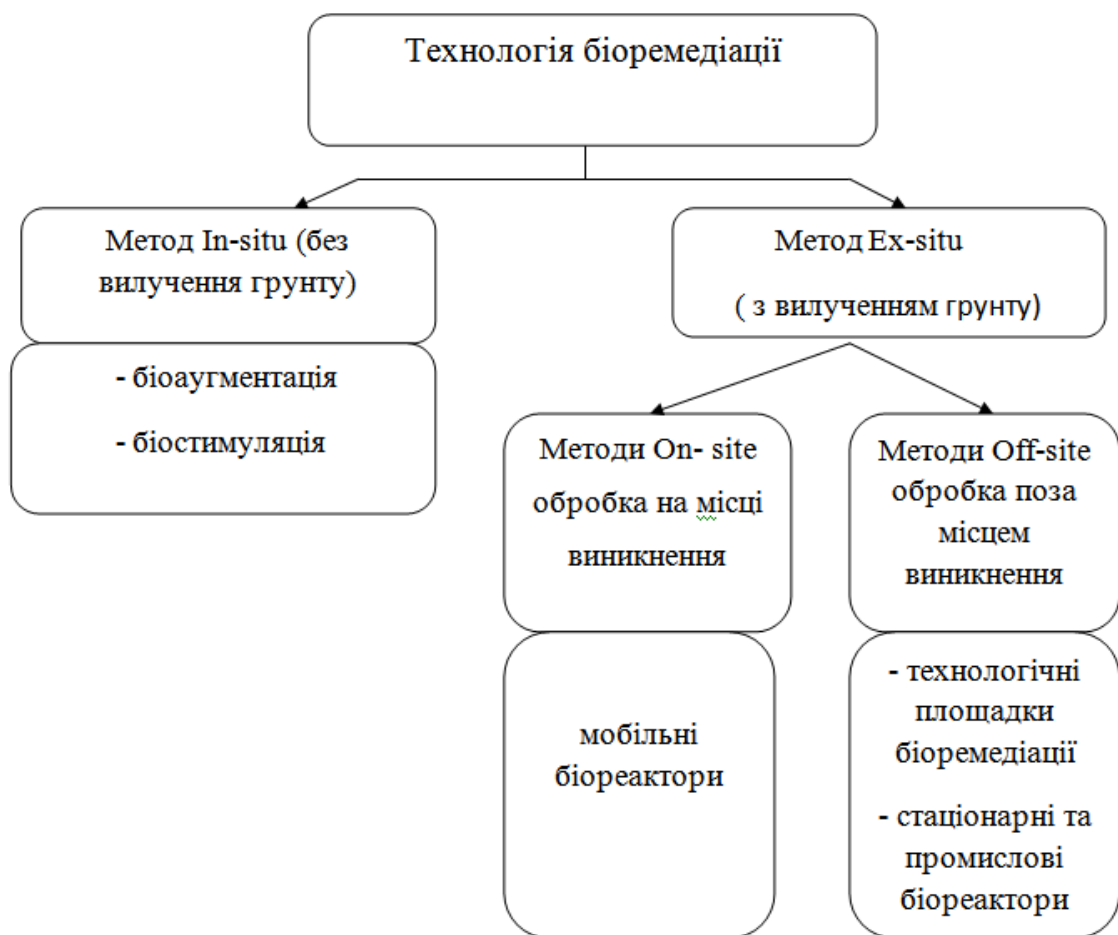 Технологія біоремедіації
Метод In-situ (без
вилучення грунту)
- біоаугментація
- біостимуляція
Метод Ex-situ
( з вилученням грунту)
Методи On- site
обробка на місці
виникнення
мобільні
біореактори
Методи Off-site
обробка поза
місцем
виникнення
- технологічні
площадки
біоремедіації
- стаціонарні та
промислові
біореактори